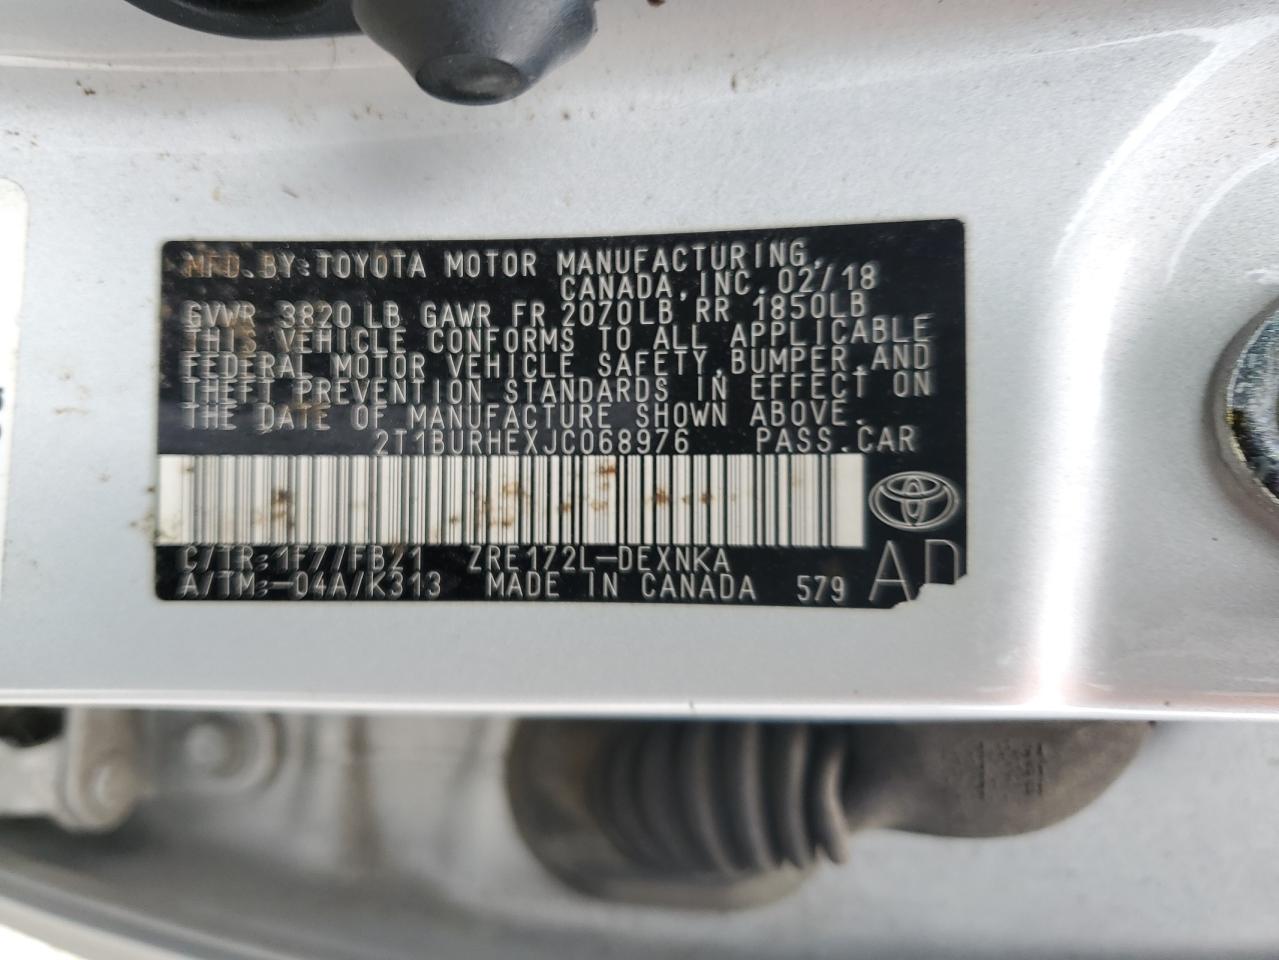 MFD. BY: TOYOTA MOTOR MANUFACTURING,
CANADA, INC. 02/18
GVWR 3820 LB GAWR FR 2070LB RR 1850LB
THIS VEHICLE CONFORMS TO ALL APPLICABLE
FEDERAL MOTOR VEHICLE SAFETY, BUMPER, AND
THEFT PREVENTION STANDARDS IN EFFECT ON
THE DATE OF MANUFACTURE SHOWN ABOVE.
2T1BURHEXJC068976 PASS. CAR
C/TR: 1F7/FB21 ZRE172L-DEXNKA
A/TM: -04A/K313 MADE IN CANADA 579 AD